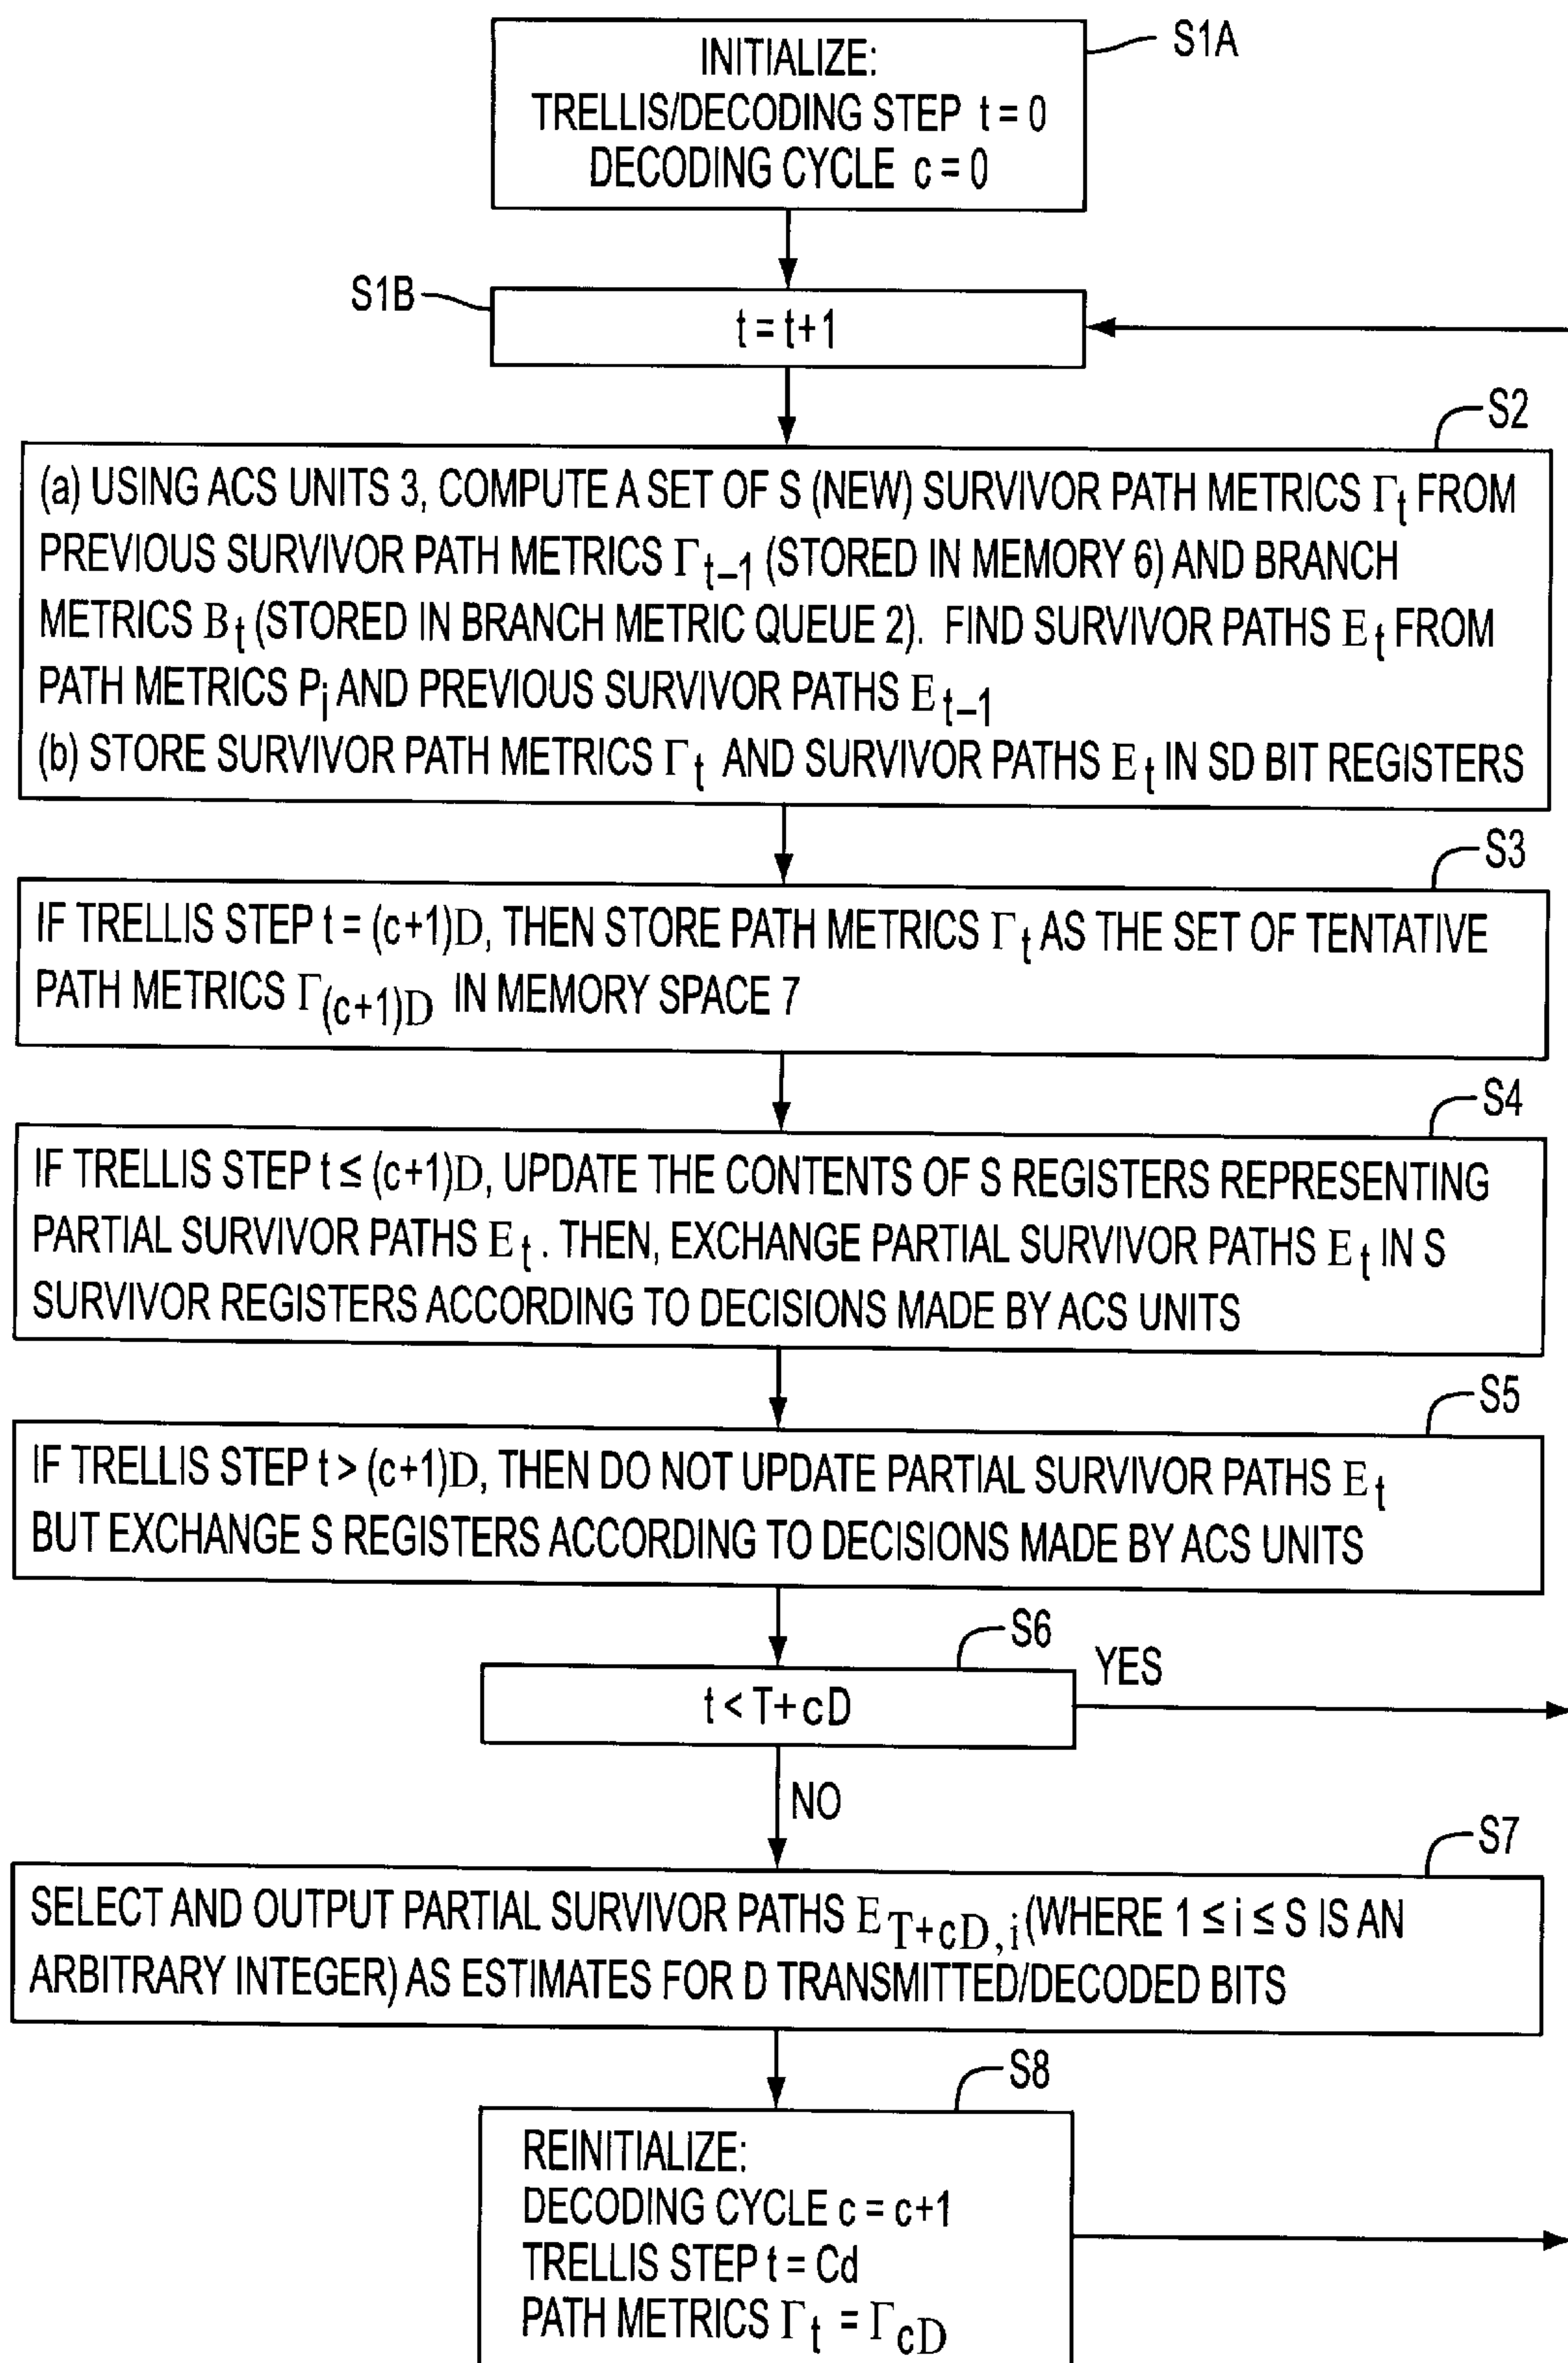 S1A
INITIALIZE:
TRELLIS/DECODING STEP t = 0
DECODING CYCLE c = 0
S1B
t = t+1
S2
(a) USING ACS UNITS 3, COMPUTE A SET OF S (NEW) SURVIVOR PATH METRICS Γt FROM
PREVIOUS SURVIVOR PATH METRICS Γt–1 (STORED IN MEMORY 6) AND BRANCH
METRICS Bt (STORED IN BRANCH METRIC QUEUE 2). FIND SURVIVOR PATHS Et FROM
PATH METRICS Pi AND PREVIOUS SURVIVOR PATHS Et–1
(b) STORE SURVIVOR PATH METRICS Γt AND SURVIVOR PATHS Et IN SD BIT REGISTERS
S3
IF TRELLIS STEP t = (c+1)D, THEN STORE PATH METRICS Γt AS THE SET OF TENTATIVE
PATH METRICS Γ(c+1)D IN MEMORY SPACE 7
S4
IF TRELLIS STEP t ≤ (c+1)D, UPDATE THE CONTENTS OF S REGISTERS REPRESENTING
PARTIAL SURVIVOR PATHS Et. THEN, EXCHANGE PARTIAL SURVIVOR PATHS Et IN S
SURVIVOR REGISTERS ACCORDING TO DECISIONS MADE BY ACS UNITS
S5
IF TRELLIS STEP t > (c+1)D, THEN DO NOT UPDATE PARTIAL SURVIVOR PATHS Et
BUT EXCHANGE S REGISTERS ACCORDING TO DECISIONS MADE BY ACS UNITS
S6
t < T+cD
YES
NO
S7
SELECT AND OUTPUT PARTIAL SURVIVOR PATHS ET+cD,i (WHERE 1 ≤ i ≤ S IS AN
ARBITRARY INTEGER) AS ESTIMATES FOR D TRANSMITTED/DECODED BITS
S8
REINITIALIZE:
DECODING CYCLE c = c+1
TRELLIS STEP t = Cd
PATH METRICS Γt = ΓcD